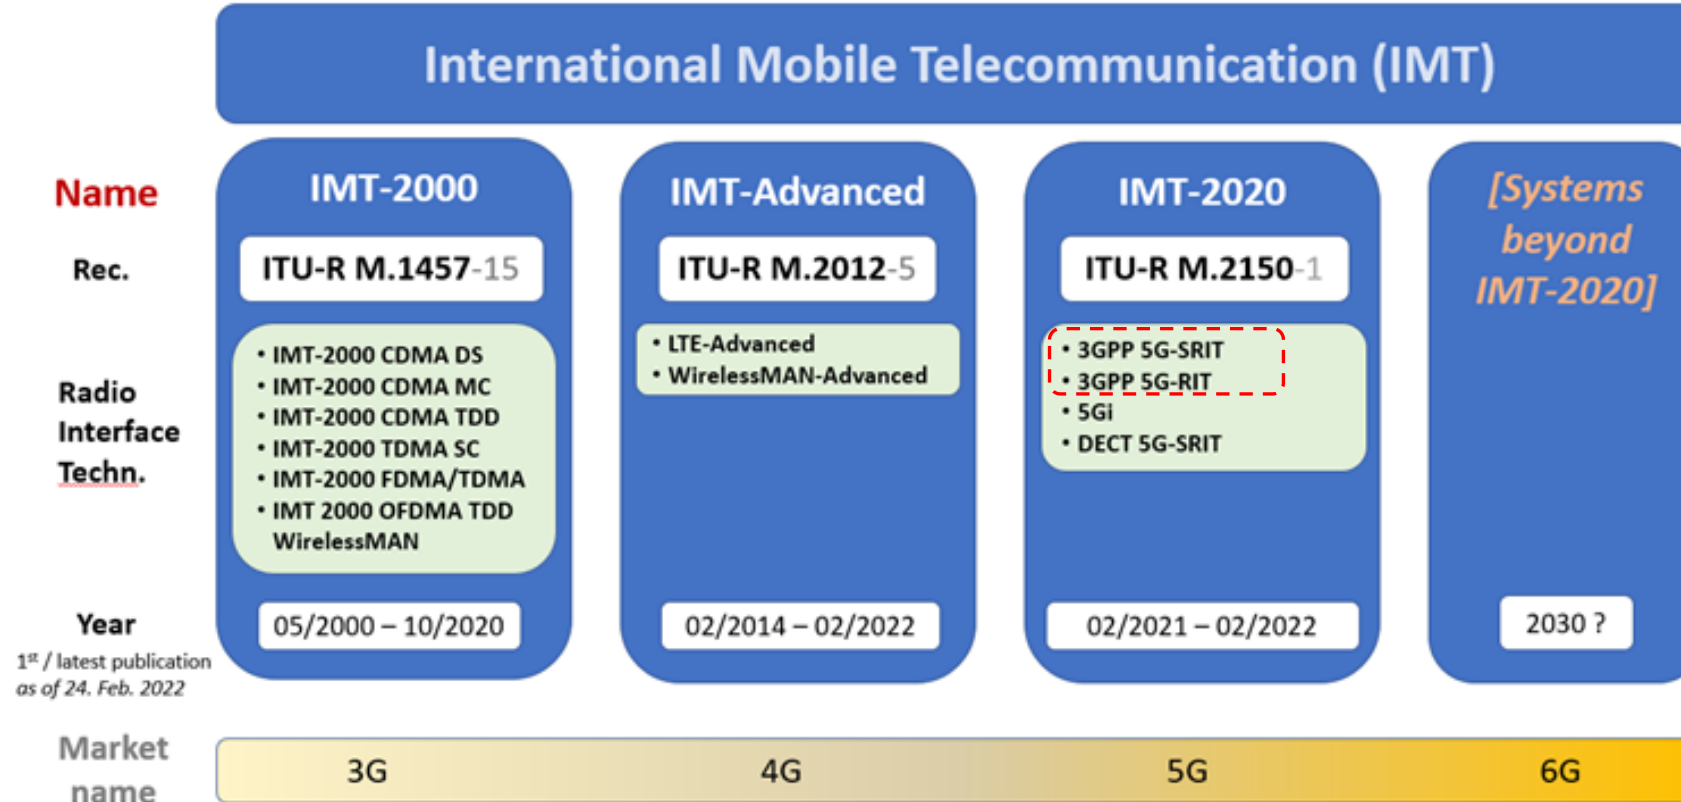 International Mobile Telecommunication (IMT)
Name
IMT-2000
IMT-Advanced
IMT-2020
[Systems
beyond
IMT-2020]
Rec.
ITU-R M.1457-15
ITU-R M.2012-5
ITU-R M.2150-1
Radio
Interface
Techn.
• IMT-2000 CDMA DS
• IMT-2000 CDMA MC
• IMT-2000 CDMA TDD
• IMT-2000 TDMA SC
• IMT-2000 FDMA/TDMA
• IMT 2000 OFDMA TDD
WirelessMAN
• LTE-Advanced
• WirelessMAN-Advanced
• 3GPP 5G-SRIT
• 3GPP 5G-RIT
• 5Gi
• DECT 5G-SRIT
Year
1st / latest publication
as of 24. Feb. 2022
05/2000 – 10/2020
02/2014 – 02/2022
02/2021 – 02/2022
2030 ?
Market
name
3G
4G
5G
6G